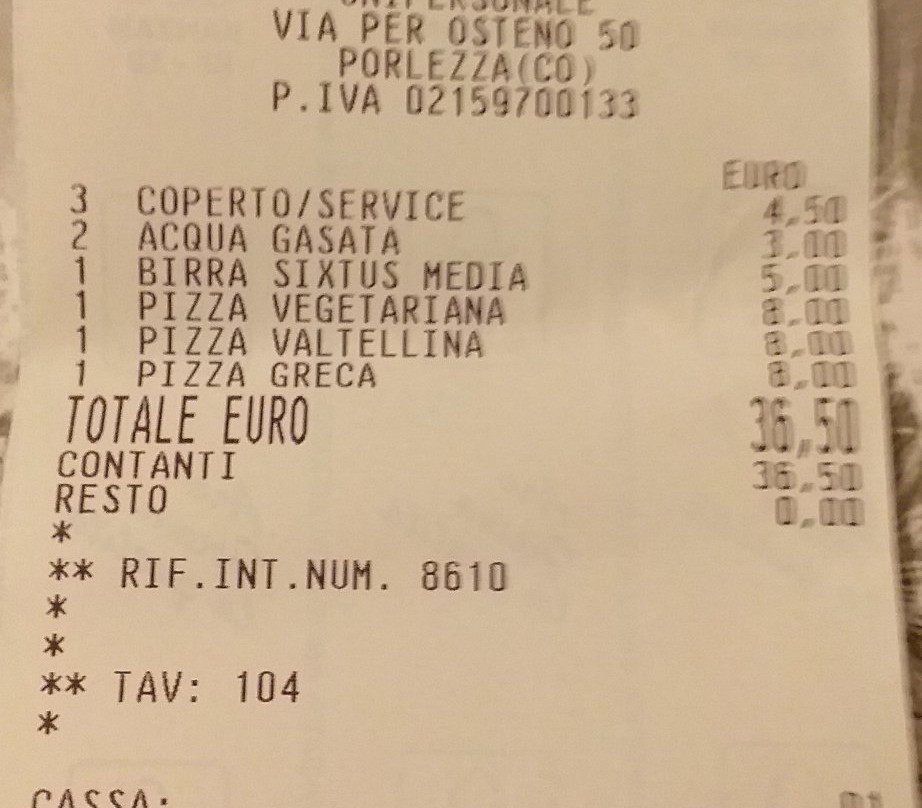 UNIPERSONALE
VIA PER OSTENO 50
PORLEZZA(CO)
P.IVA 02159700133
EURO
3 COPERTO/SERVICE 4,50
2 ACQUA GASATA 3,00
1 BIRRA SIXTUS MEDIA 5,00
1 PIZZA VEGETARIANA 8,00
1 PIZZA VALTELLINA 8,00
1 PIZZA GRECA 8,00
TOTALE EURO 36,50
CONTANTI 36,50
RESTO 0,00
*
** RIF.INT.NUM. 8610
*
*
** TAV: 104
*
CASSA: 01